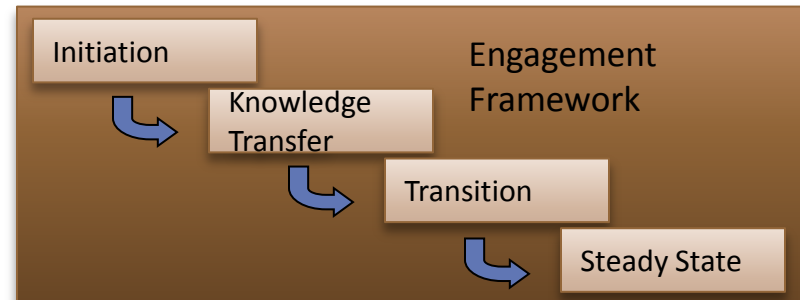 Initiation
Engagement
Framework
Knowledge
Transfer
Transition
Steady State